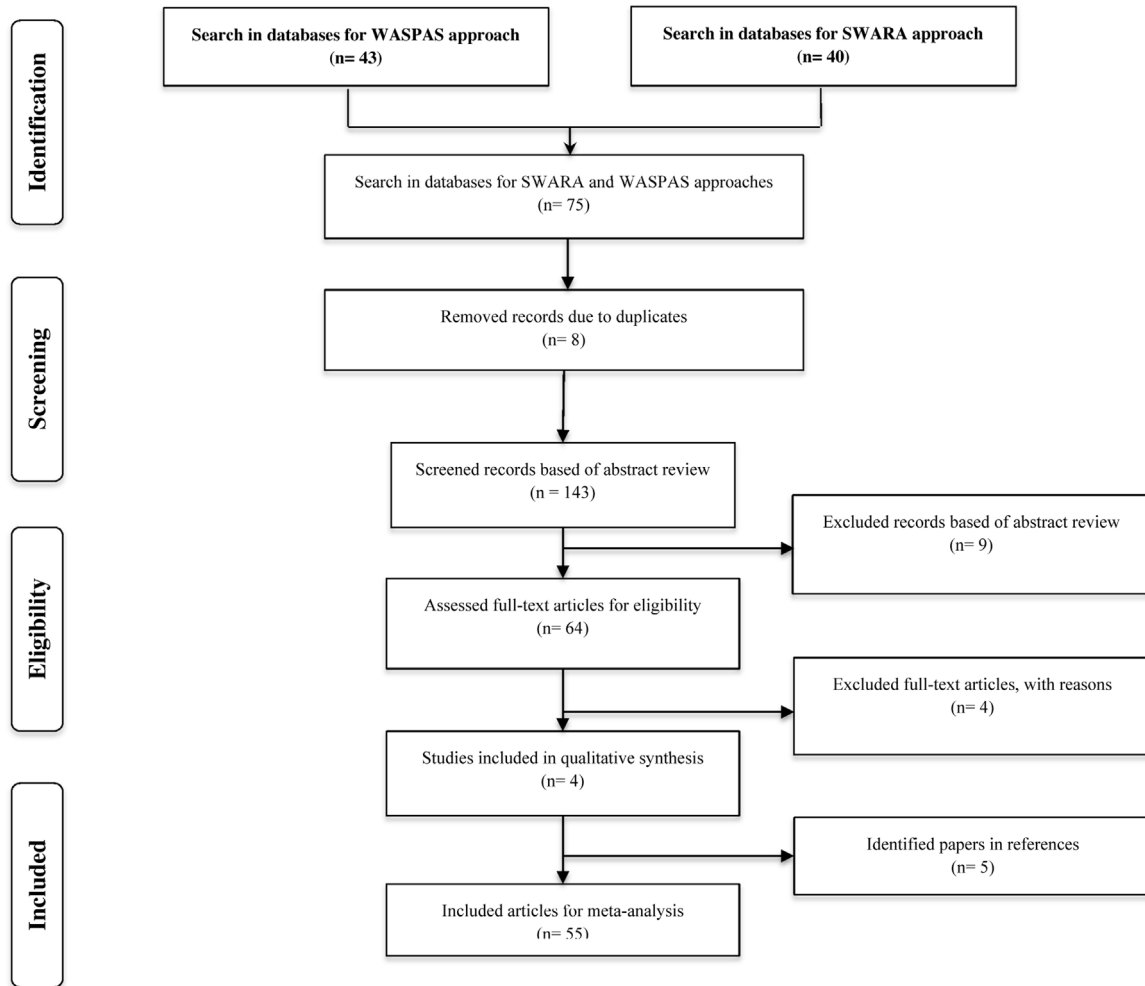 Identification
Search in databases for WASPAS approach
(n= 43)
Search in databases for SWARA approach
(n= 40)
Search in databases for SWARA and WASPAS approaches
(n= 75)
Screening
Removed records due to duplicates
(n= 8)
Screened records based of abstract review
(n = 143)
Excluded records based of abstract review
(n= 9)
Eligibility
Assessed full-text articles for eligibility
(n= 64)
Excluded full-text articles, with reasons
(n= 4)
Studies included in qualitative synthesis
(n= 4)
Included
Identified papers in references
(n= 5)
Included articles for meta-analysis
(n= 55)